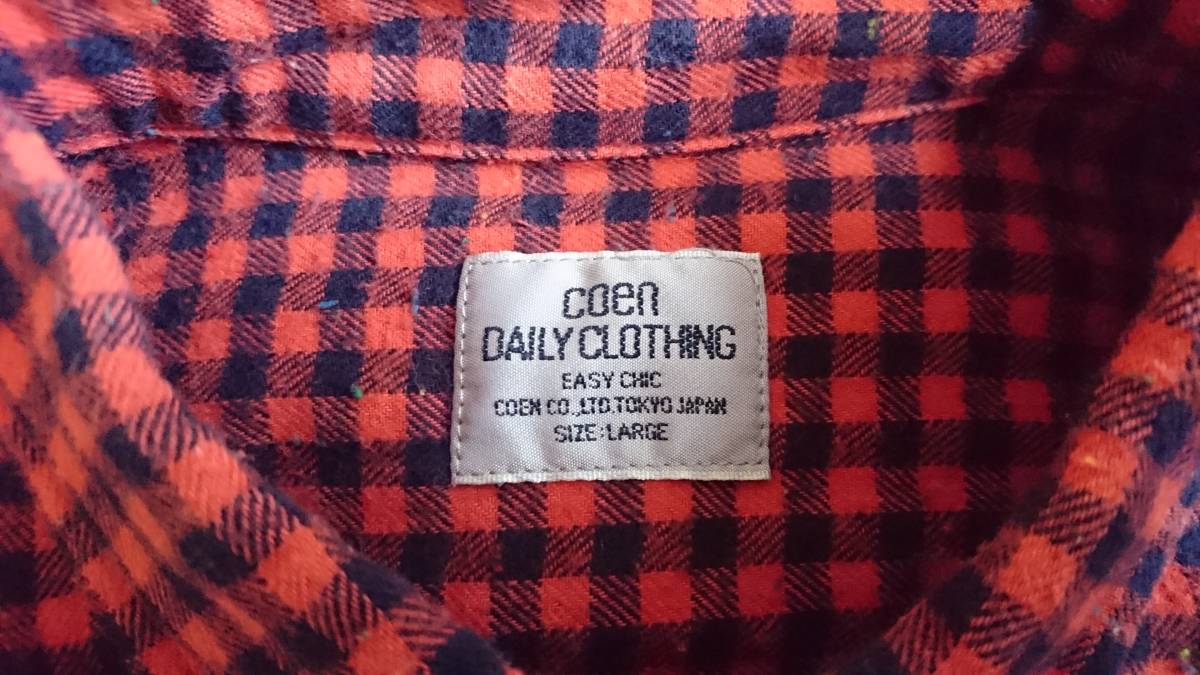 coen
DAILY CLOTHING
EASY CHIC
COEN CO.,LTD.TOKYO JAPAN
SIZE:LARGE